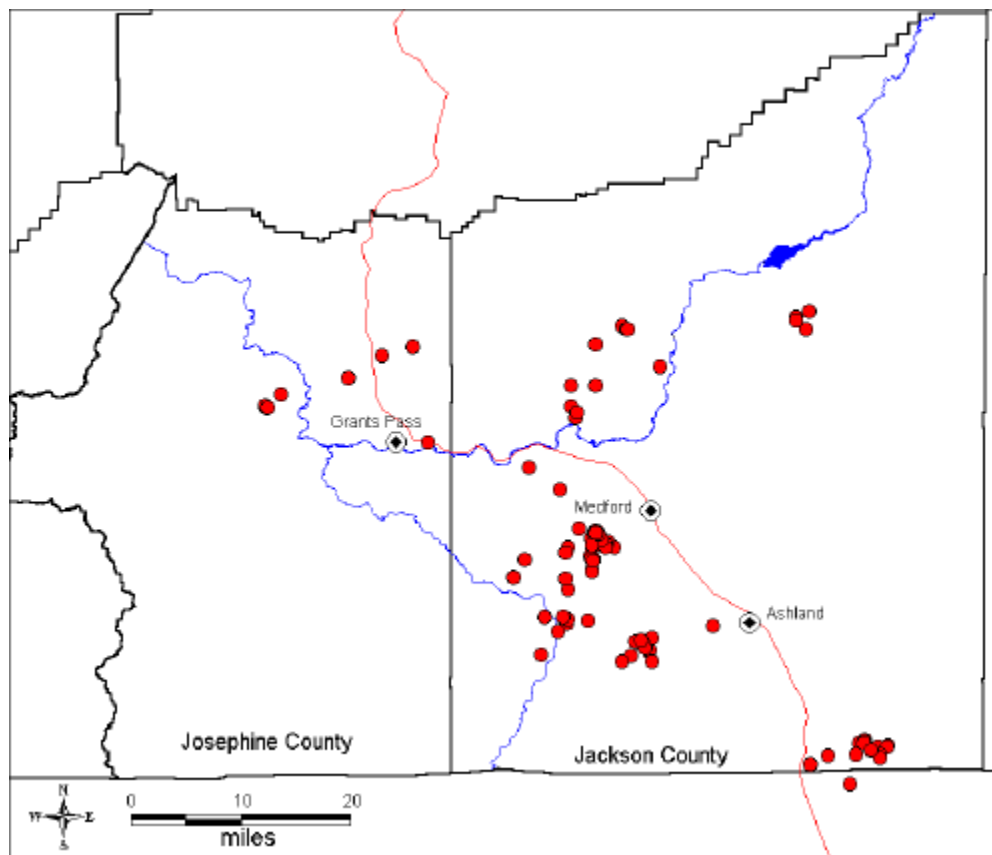 Grants Pass
Medford
Ashland
Josephine County
Jackson County
N
W E
S
0 10 20
miles